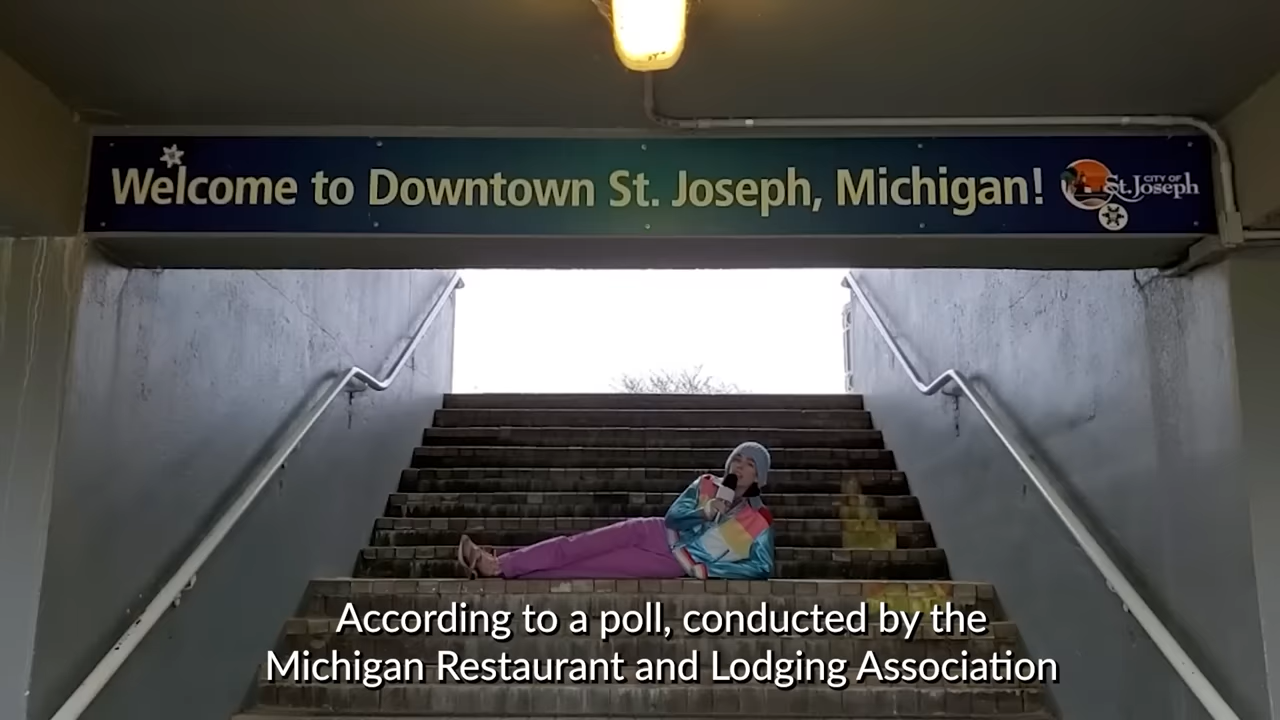 Welcome to Downtown St. Joseph, Michigan!
CITY OF
St. Joseph
According to a poll, conducted by the
Michigan Restaurant and Lodging Association